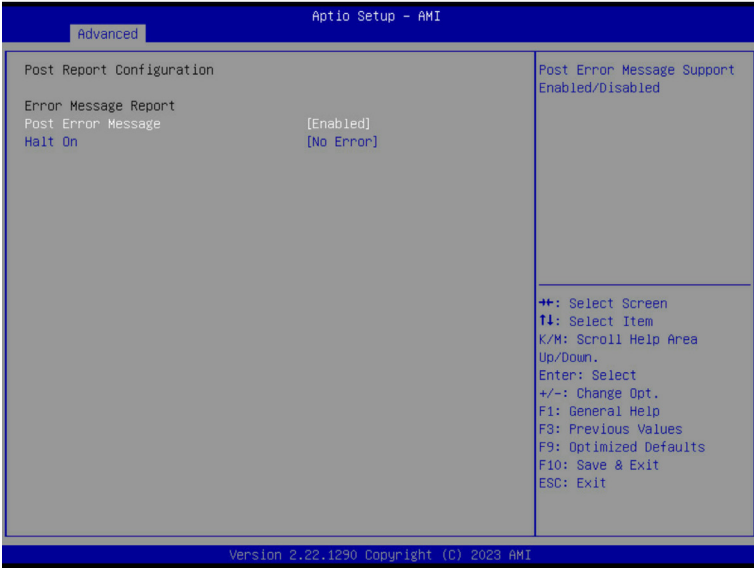 Aptio Setup – AMI
Advanced
Post Report Configuration
Error Message Report
Post Error Message [Enabled]
Halt On [No Error]
Post Error Message Support
Enabled/Disabled
→←: Select Screen
↑↓: Select Item
K/M: Scroll Help Area
Up/Down.
Enter: Select
+/-: Change Opt.
F1: General Help
F3: Previous Values
F9: Optimized Defaults
F10: Save & Exit
ESC: Exit
Version 2.22.1290 Copyright (C) 2023 AMI